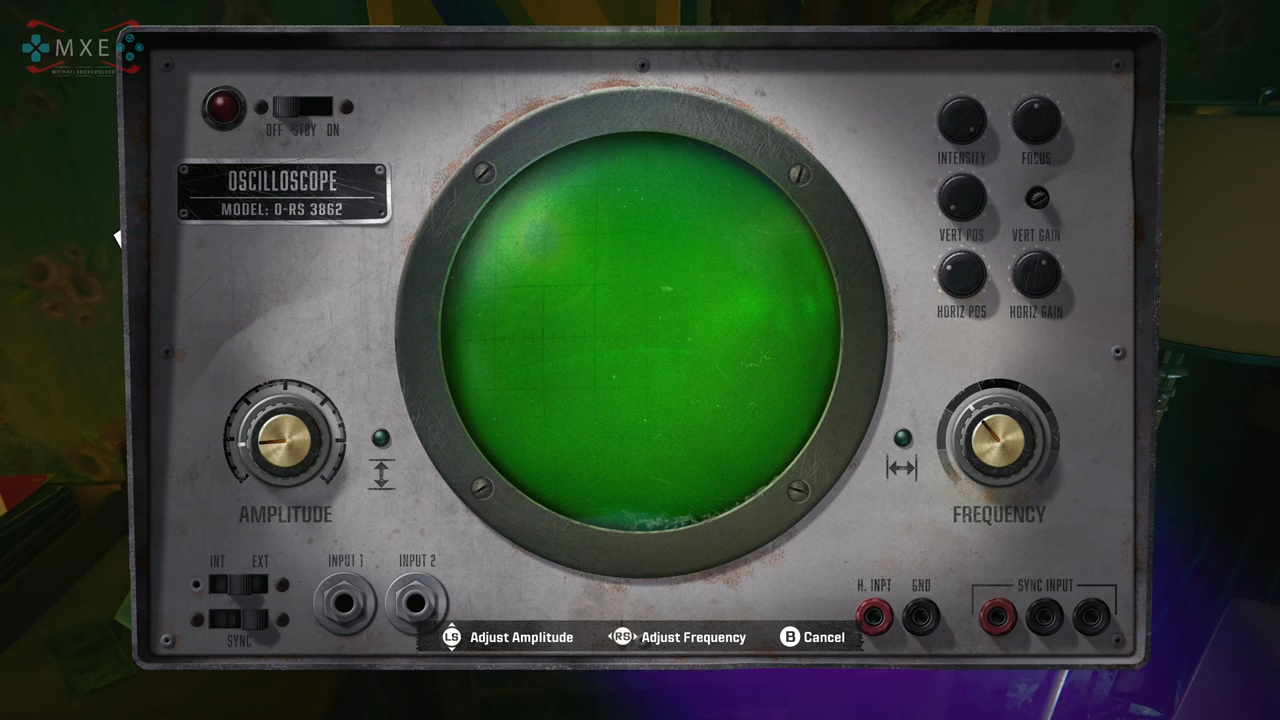 MXE
MICHAEL XBOXEVOLVED
OFF STBY ON
OSCILLOSCOPE
MODEL: O-RS 3862
INTENSITY FOCUS
VERT POS VERT GAIN
HORIZ POS HORIZ GAIN
AMPLITUDE
FREQUENCY
INT EXT
SYNC
INPUT 1 INPUT 2
H. INPT GND
SYNC INPUT
LS Adjust Amplitude RS Adjust Frequency B Cancel